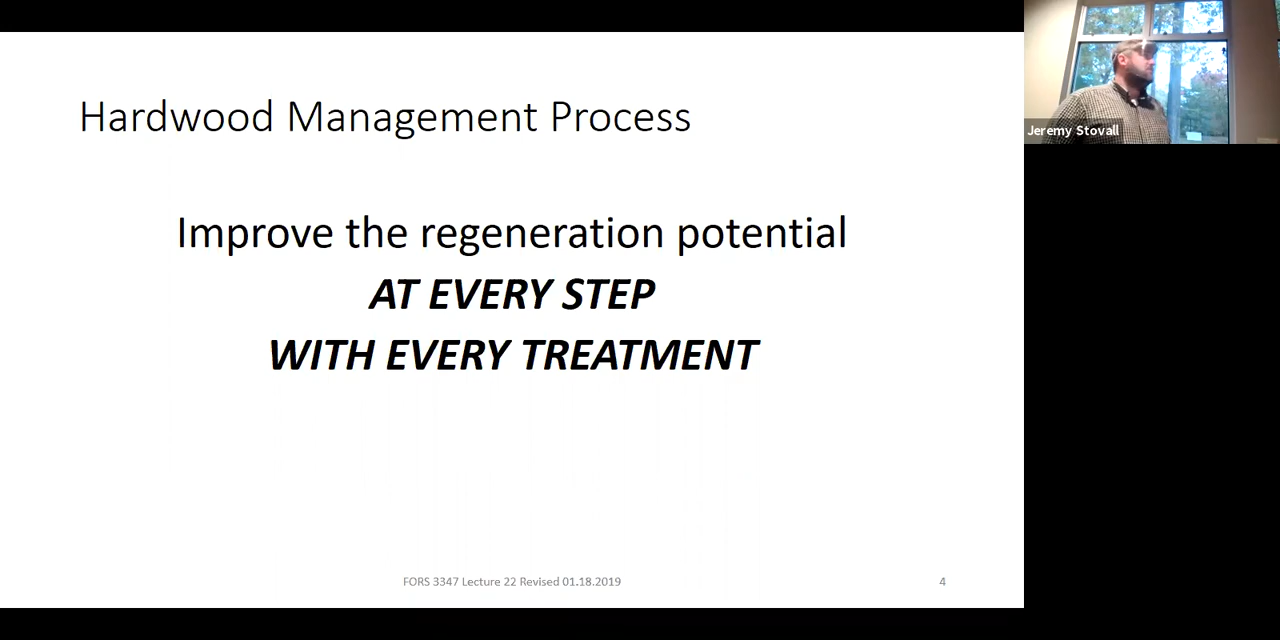 Hardwood Management Process
Improve the regeneration potential
AT EVERY STEP
WITH EVERY TREATMENT
FORS 3347 Lecture 22 Revised 01.18.2019
4
Jeremy Stovall